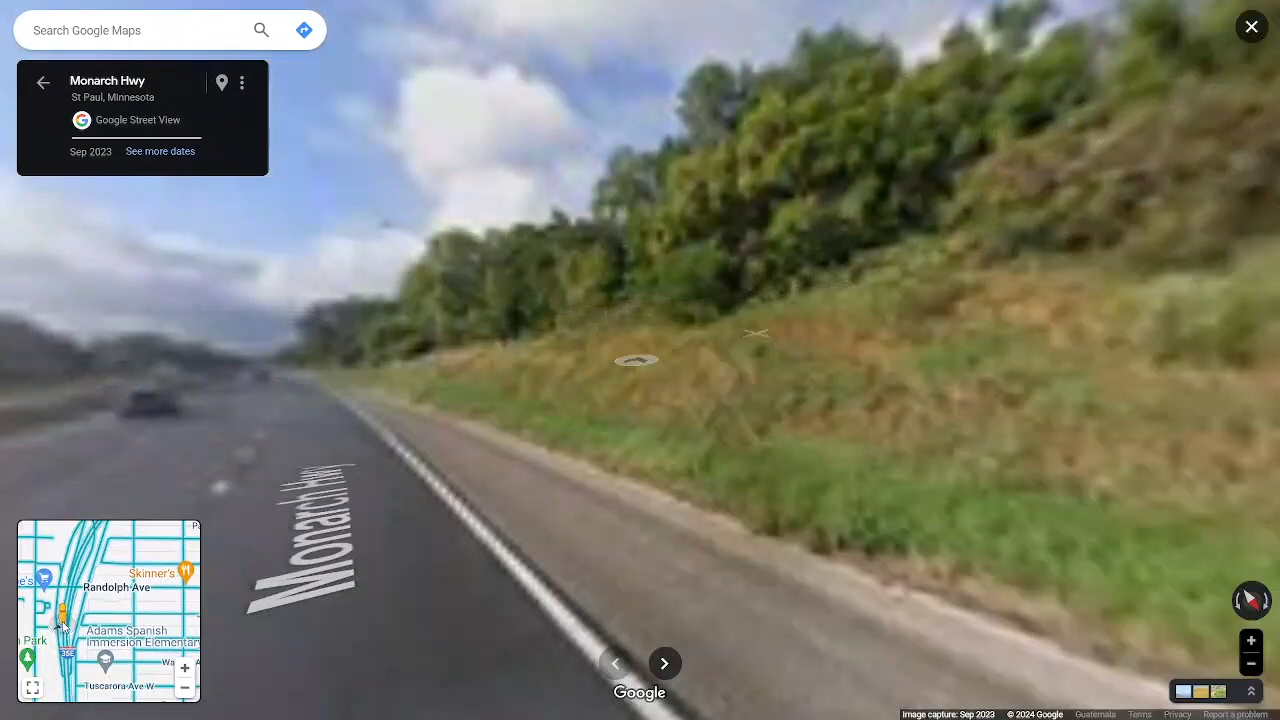 Search Google Maps
Monarch Hwy
St Paul, Minnesota
Google Street View
Sep 2023 See more dates
Monarch Hwy
Skinner's
Randolph Ave
Adams Spanish
Immersion Elementary
Park
35E
Tuscarora Ave W
Google
Image capture: Sep 2023 © 2024 Google Guatemala Terms Privacy Report a problem